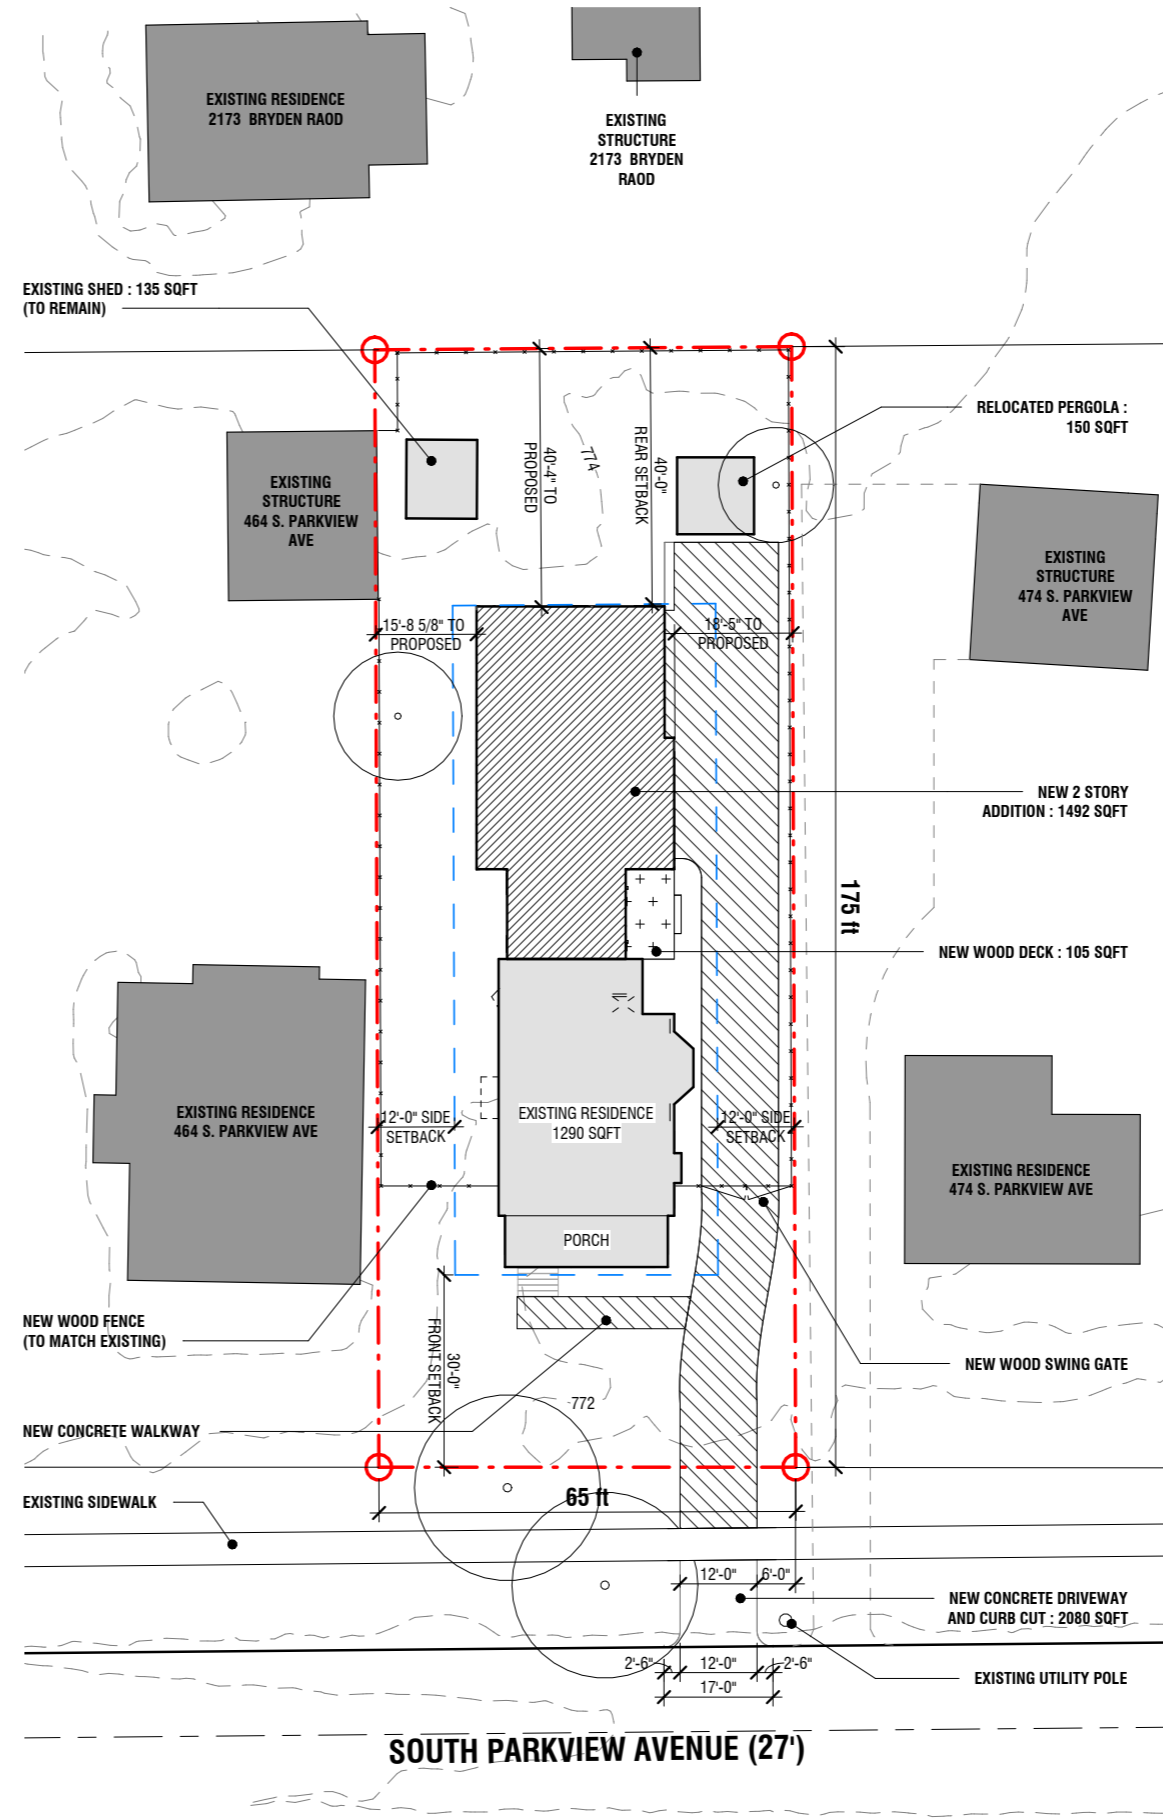 EXISTING RESIDENCE
2173 BRYDEN RAOD
EXISTING
STRUCTURE
2173 BRYDEN
RAOD
EXISTING SHED : 135 SQFT
(TO REMAIN)
RELOCATED PERGOLA :
150 SQFT
40'-4" TO
PROPOSED
774
40'-0"
REAR SETBACK
EXISTING
STRUCTURE
464 S. PARKVIEW
AVE
EXISTING
STRUCTURE
474 S. PARKVIEW
AVE
15'-8 5/8" TO
PROPOSED
18'-5" TO
PROPOSED
NEW 2 STORY
ADDITION : 1492 SQFT
175 ft
NEW WOOD DECK : 105 SQFT
EXISTING RESIDENCE
464 S. PARKVIEW AVE
12'-0" SIDE
SETBACK
EXISTING RESIDENCE
1290 SQFT
12'-0" SIDE
SETBACK
EXISTING RESIDENCE
474 S. PARKVIEW AVE
PORCH
NEW WOOD FENCE
(TO MATCH EXISTING)
30'-0"
FRONT SETBACK
NEW WOOD SWING GATE
772
NEW CONCRETE WALKWAY
EXISTING SIDEWALK
65 ft
12'-0"
6'-0"
NEW CONCRETE DRIVEWAY
AND CURB CUT : 2080 SQFT
2'-6"
12'-0"
2'-6"
17'-0"
EXISTING UTILITY POLE
SOUTH PARKVIEW AVENUE (27')